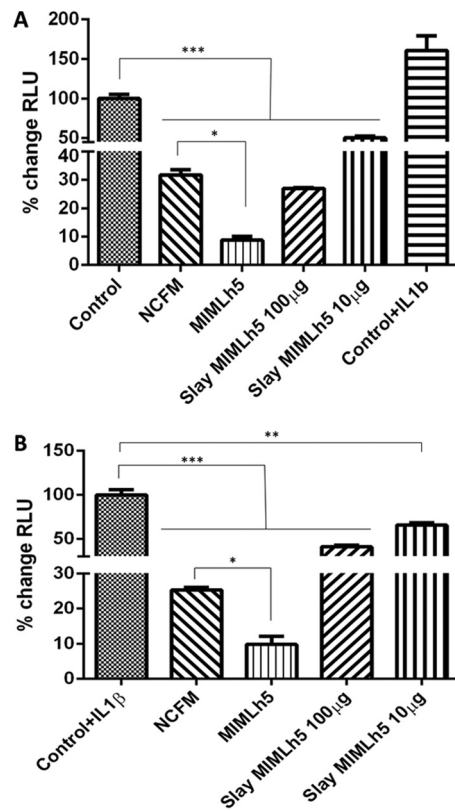 A
200
150
100
50
40
30
20
10
0
% change RLU
***
*
Control
NCFM
MIMLh5
Slay MIMLh5 100µg
Slay MIMLh5 10µg
Control+IL1b
B
150
100
50
30
20
10
0
% change RLU
**
***
*
Control+IL1β
NCFM
MIMLh5
Slay MIMLh5 100µg
Slay MIMLh5 10µg